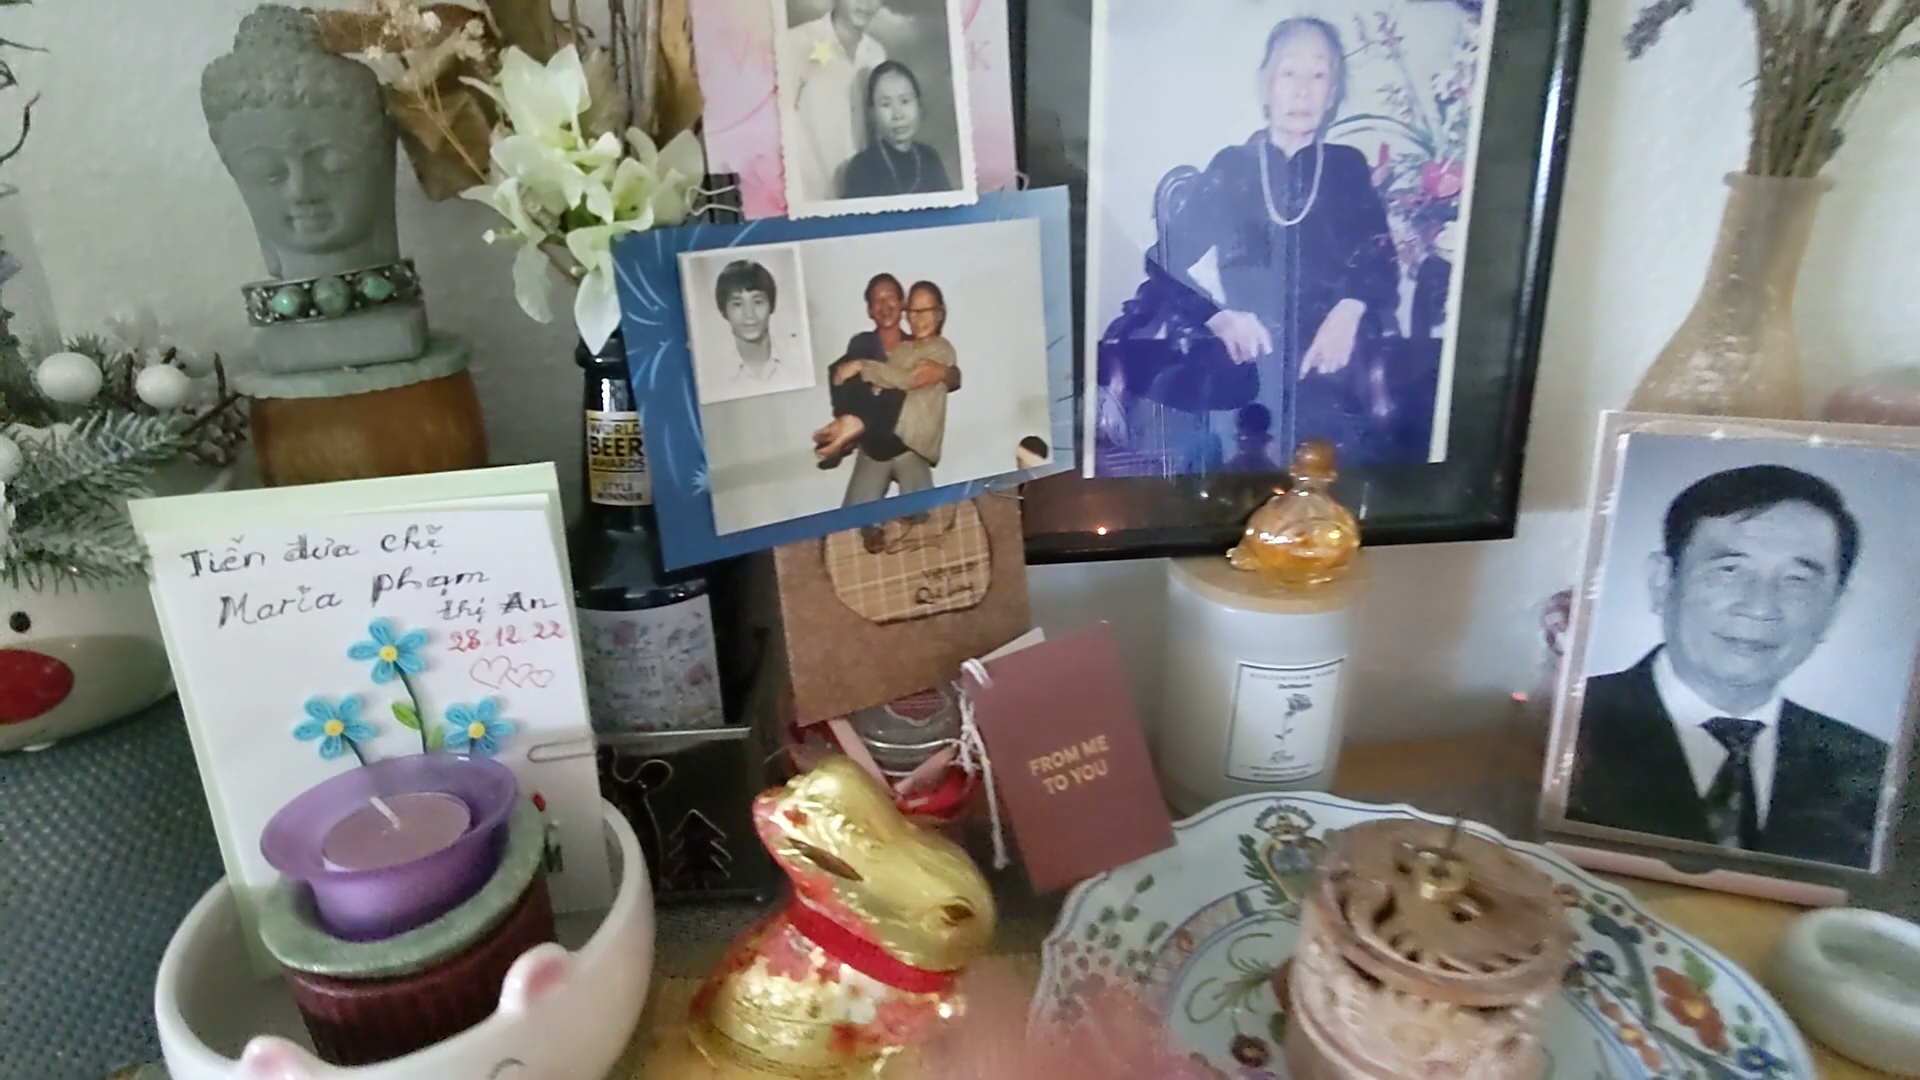 WORLD
BEER
AWARDS
STYLE
WINNER
Tiễn đưa chị
Maria phạm
thị An
28.12.22
FROM ME
TO YOU